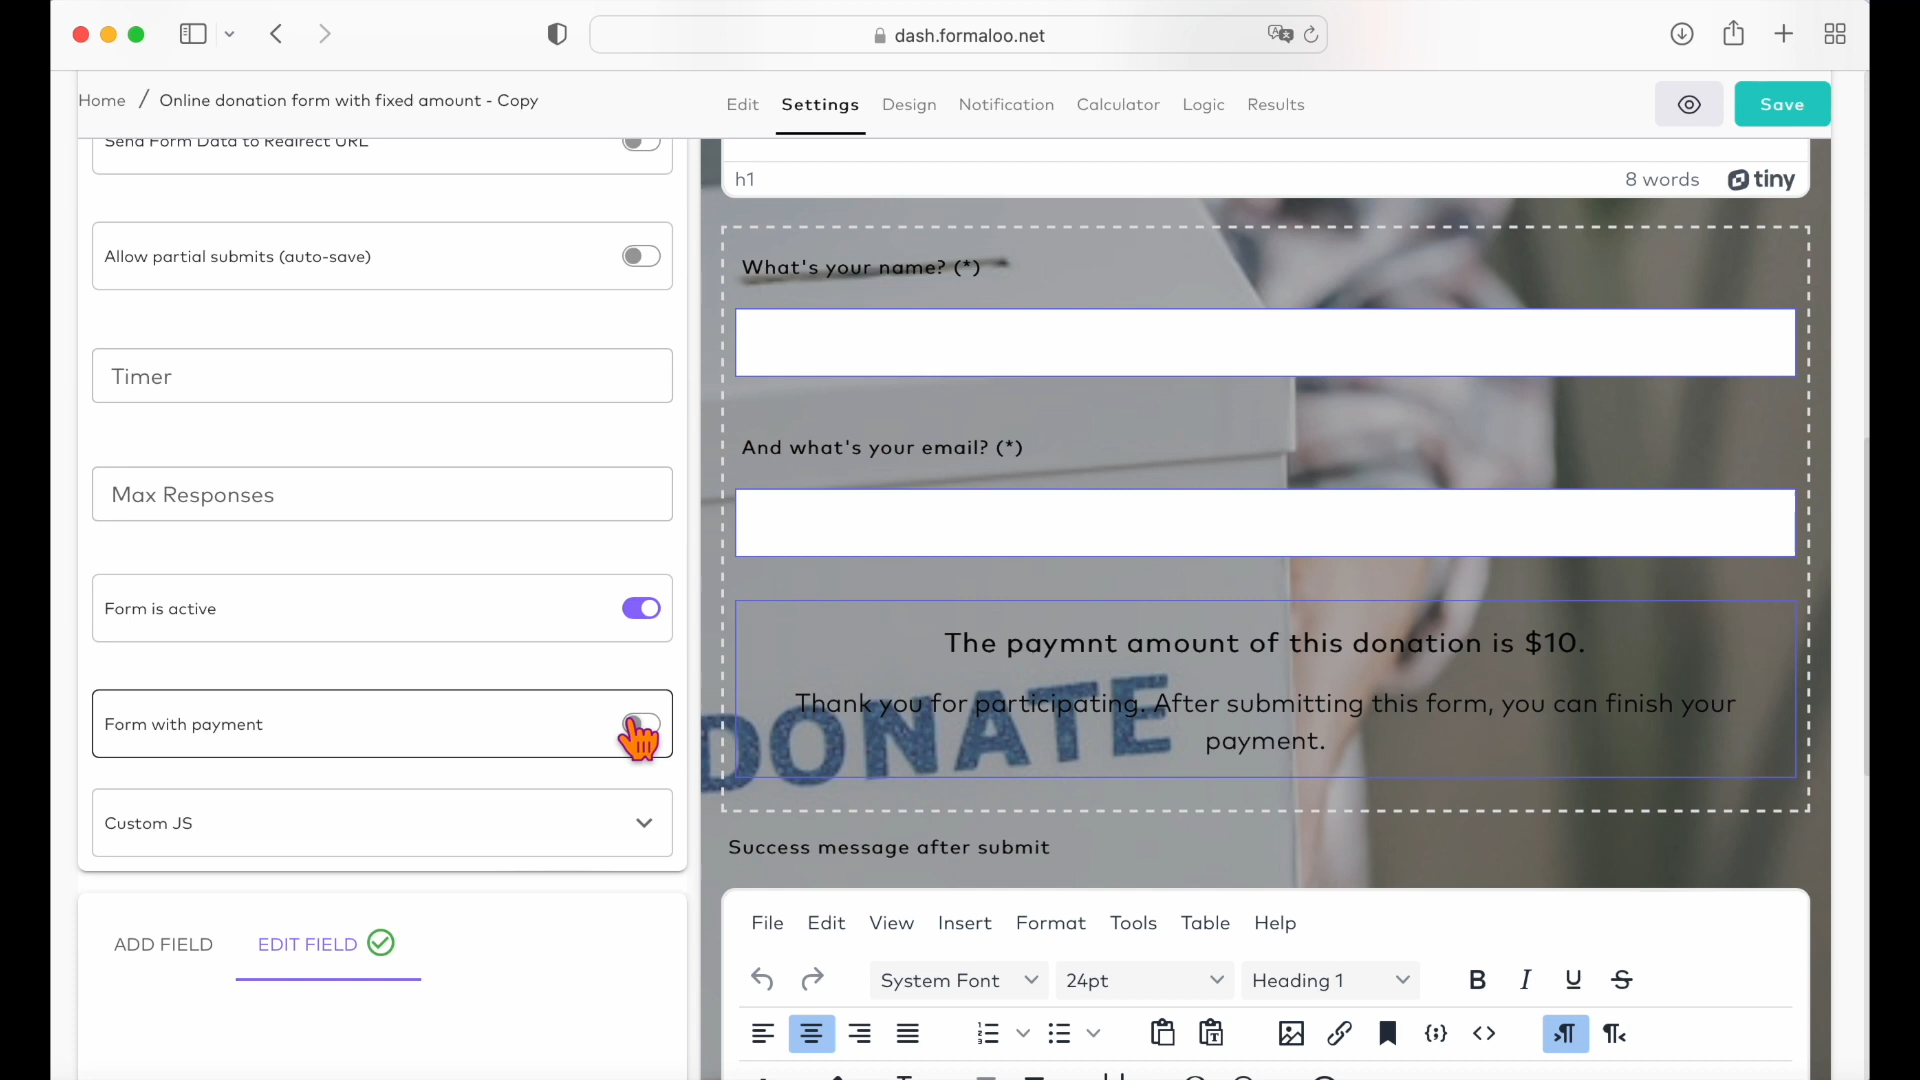 dash.formaloo.net
Home / Online donation form with fixed amount - Copy
Edit
Settings
Design
Notification
Calculator
Logic
Results
Save
Send Form Data to Redirect URL
Allow partial submits (auto-save)
Timer
Max Responses
Form is active
Form with payment
Custom JS
ADD FIELD
EDIT FIELD
h1
8 words
tiny
What's your name? (*)
And what's your email? (*)
The paymnt amount of this donation is $10.
Thank you for participating. After submitting this form, you can finish your
payment.
DONATE
Success message after submit
File
Edit
View
Insert
Format
Tools
Table
Help
System Font
24pt
Heading 1
B
I
U
S